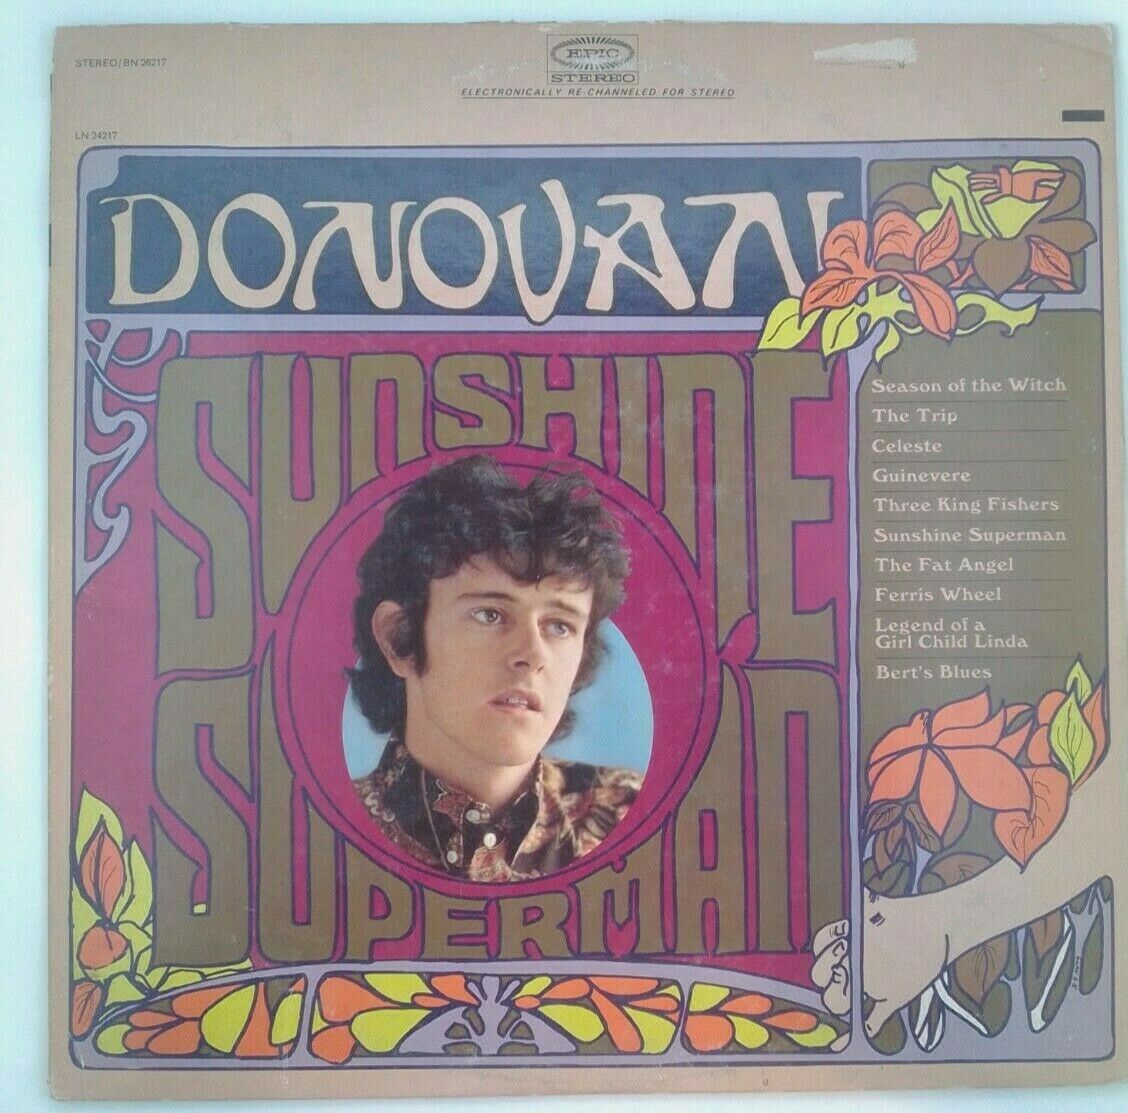 STEREO/BN 26217
EPIC
STEREO
ELECTRONICALLY RE-CHANNELED FOR STEREO
LN 24217
DONOVAN
SUNSHINE
SUPERMAN
Season of the Witch
The Trip
Celeste
Guinevere
Three King Fishers
Sunshine Superman
The Fat Angel
Ferris Wheel
Legend of a
Girl Child Linda
Bert's Blues